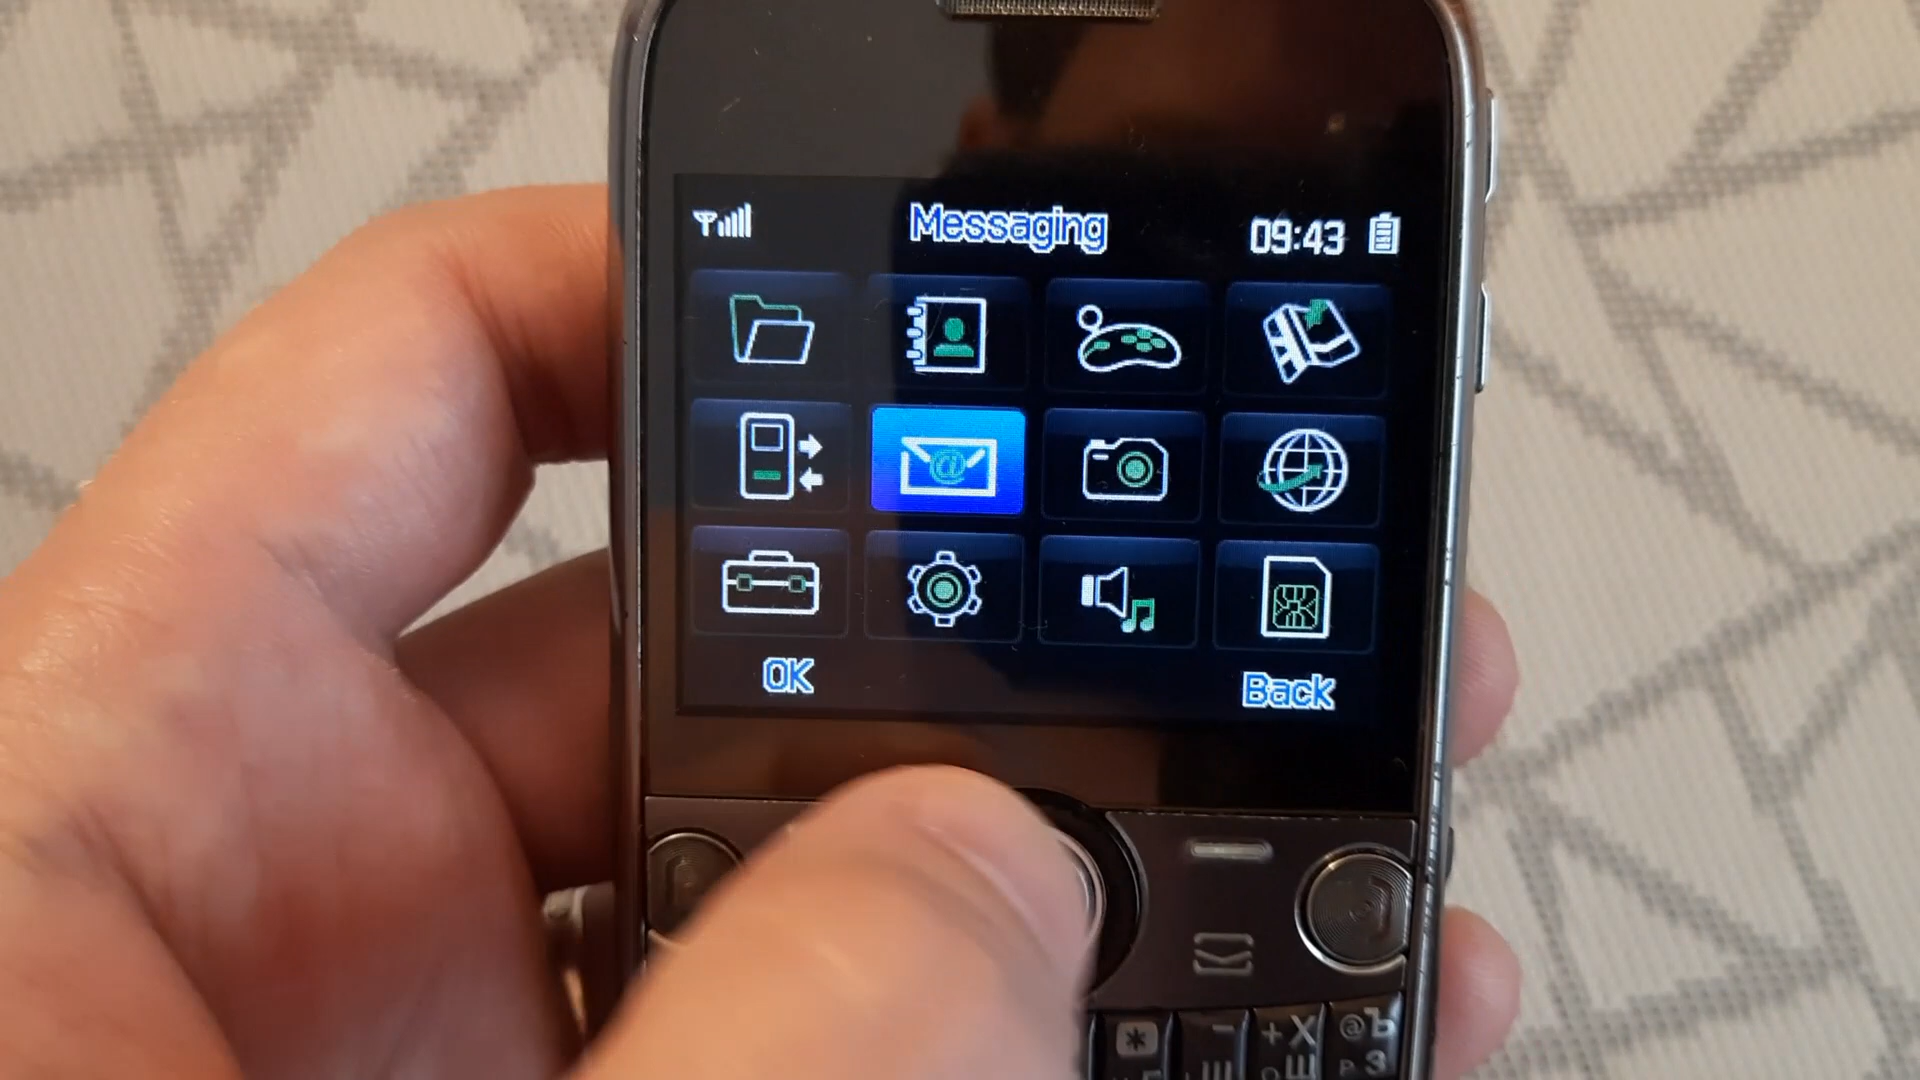 Messaging
09:43
@
OK
Back
* - + X @ Ъ
Ш Щ P З